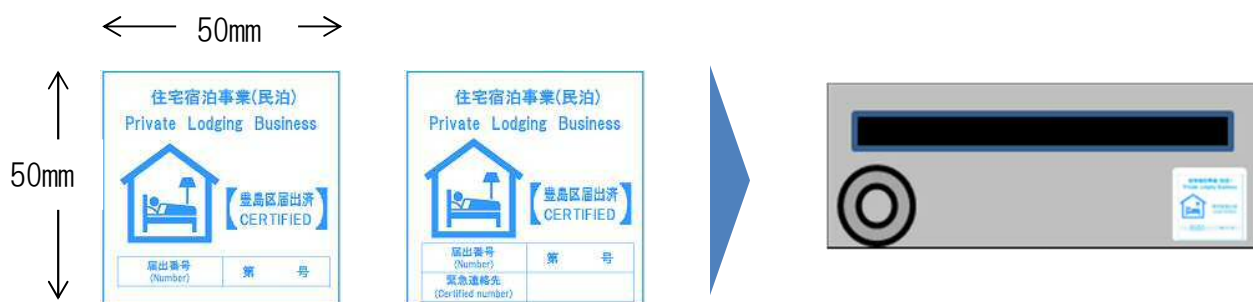 50mm
50mm
住宅宿泊事業(民泊)
Private Lodging Business
豊島区届出済
CERTIFIED
届出番号
(Number)
第 号
住宅宿泊事業(民泊)
Private Lodging Business
豊島区届出済
CERTIFIED
届出番号
(Number)
第 号
緊急連絡先
(Certified number)